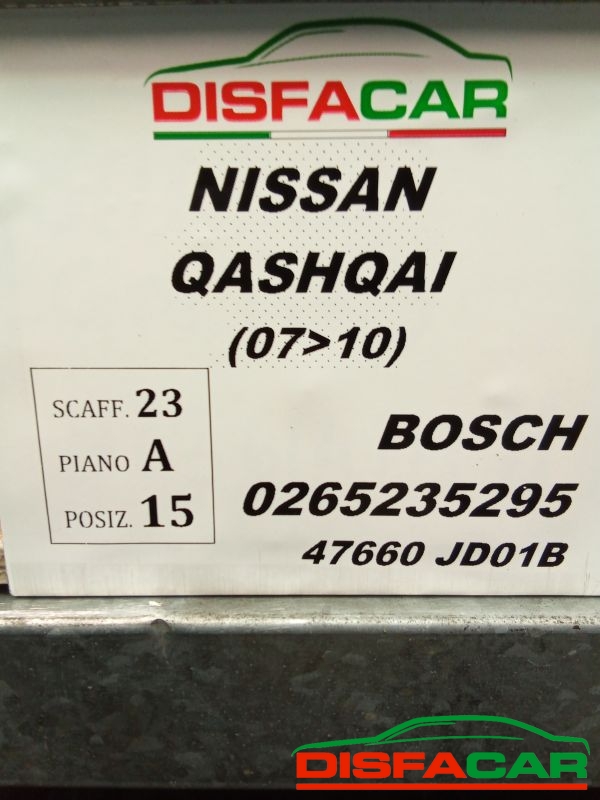 DISFACAR
NISSAN
QASHQAI
(07>10)
SCAFF. 23
PIANO A
POSIZ. 15
BOSCH
0265235295
47660 JD01B
DISFACAR